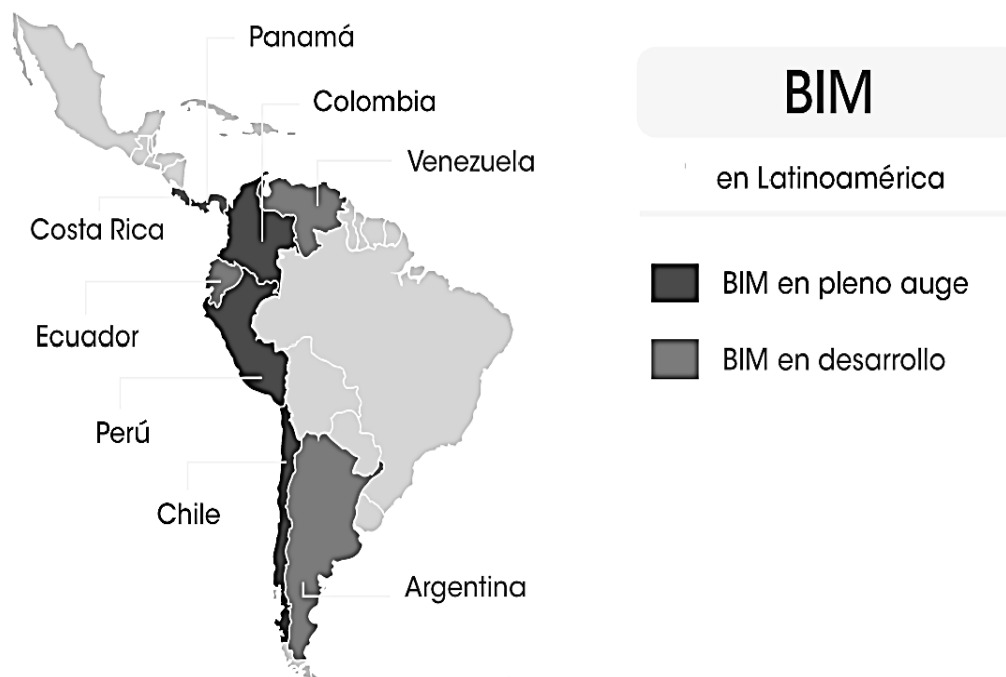 Panamá
Colombia
Venezuela
Costa Rica
Ecuador
Perú
Chile
Argentina
BIM
en Latinoamérica
BIM en pleno auge
BIM en desarrollo